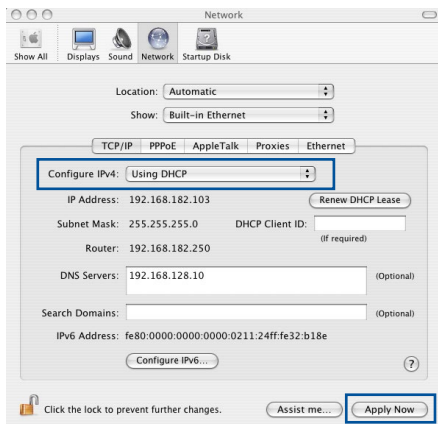 Network
Show All Displays Sound Network Startup Disk
Location: Automatic
Show: Built-in Ethernet
TCP/IP PPPoE AppleTalk Proxies Ethernet
Configure IPv4: Using DHCP
IP Address: 192.168.182.103 Renew DHCP Lease
Subnet Mask: 255.255.255.0 DHCP Client ID:
(If required)
Router: 192.168.182.250
DNS Servers: 192.168.128.10 (Optional)
Search Domains: (Optional)
IPv6 Address: fe80:0000:0000:0000:0211:24ff:fe32:b18e
Configure IPv6... ?
Click the lock to prevent further changes. Assist me... Apply Now